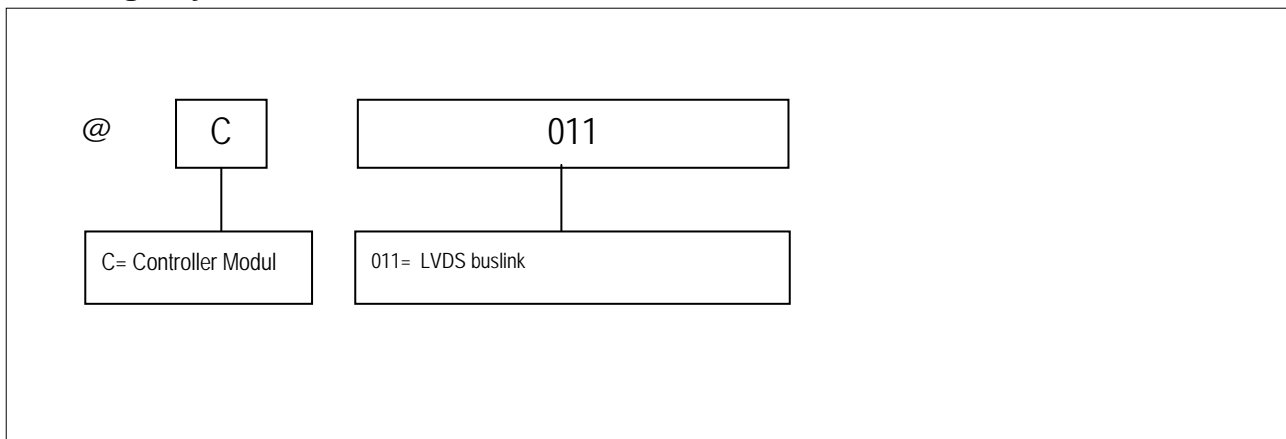 @ C 011
C= Controller Modul 011= LVDS buslink